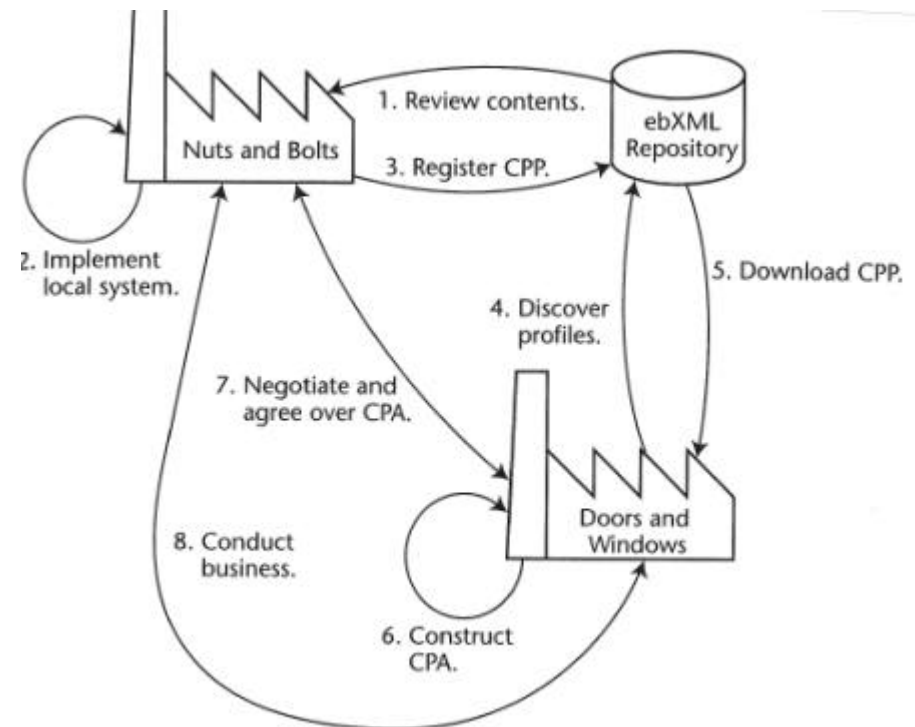 1. Review contents.
ebXML
Repository
Nuts and Bolts
3. Register CPP.
2. Implement
local system.
5. Download CPP.
4. Discover
profiles.
7. Negotiate and
agree over CPA.
Doors and
Windows
8. Conduct
business.
6. Construct
CPA.